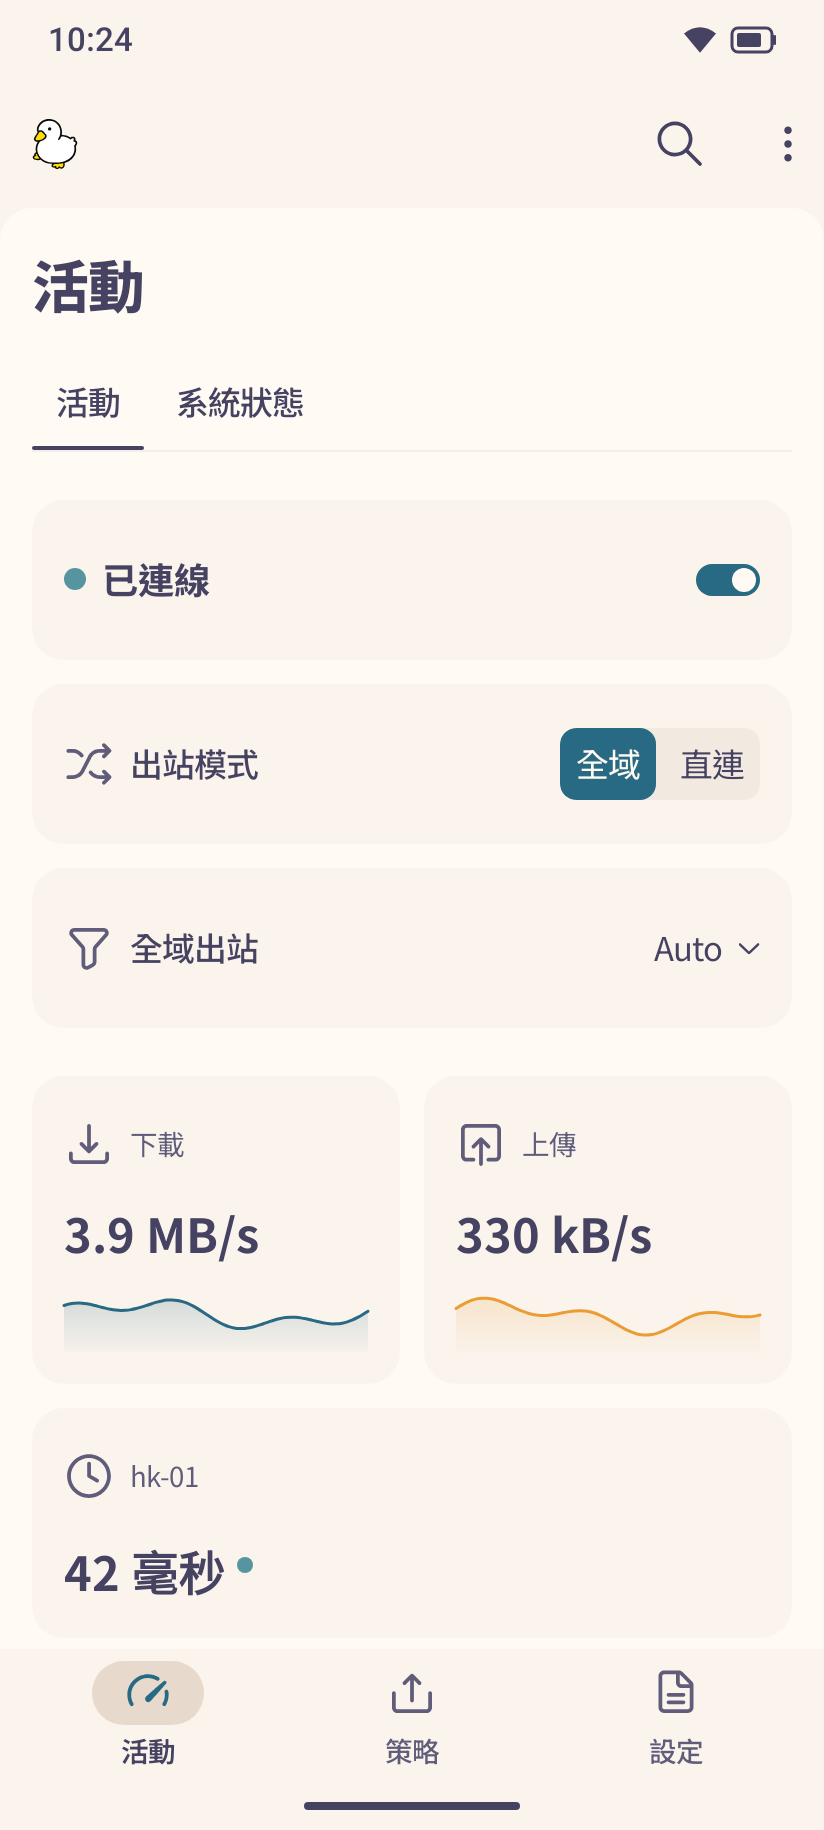 10:24
活動
活動 系統狀態
已連線
出站模式 全域 直連
全域出站 Auto
下載 上傳
3.9 MB/s 330 kB/s
hk-01
42 毫秒
活動 策略 設定